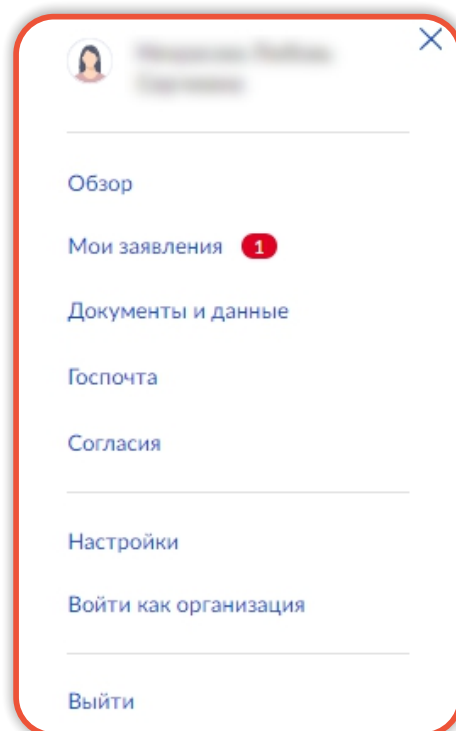 Обзор
Мои заявления 1
Документы и данные
Госпочта
Согласия
Настройки
Войти как организация
Выйти